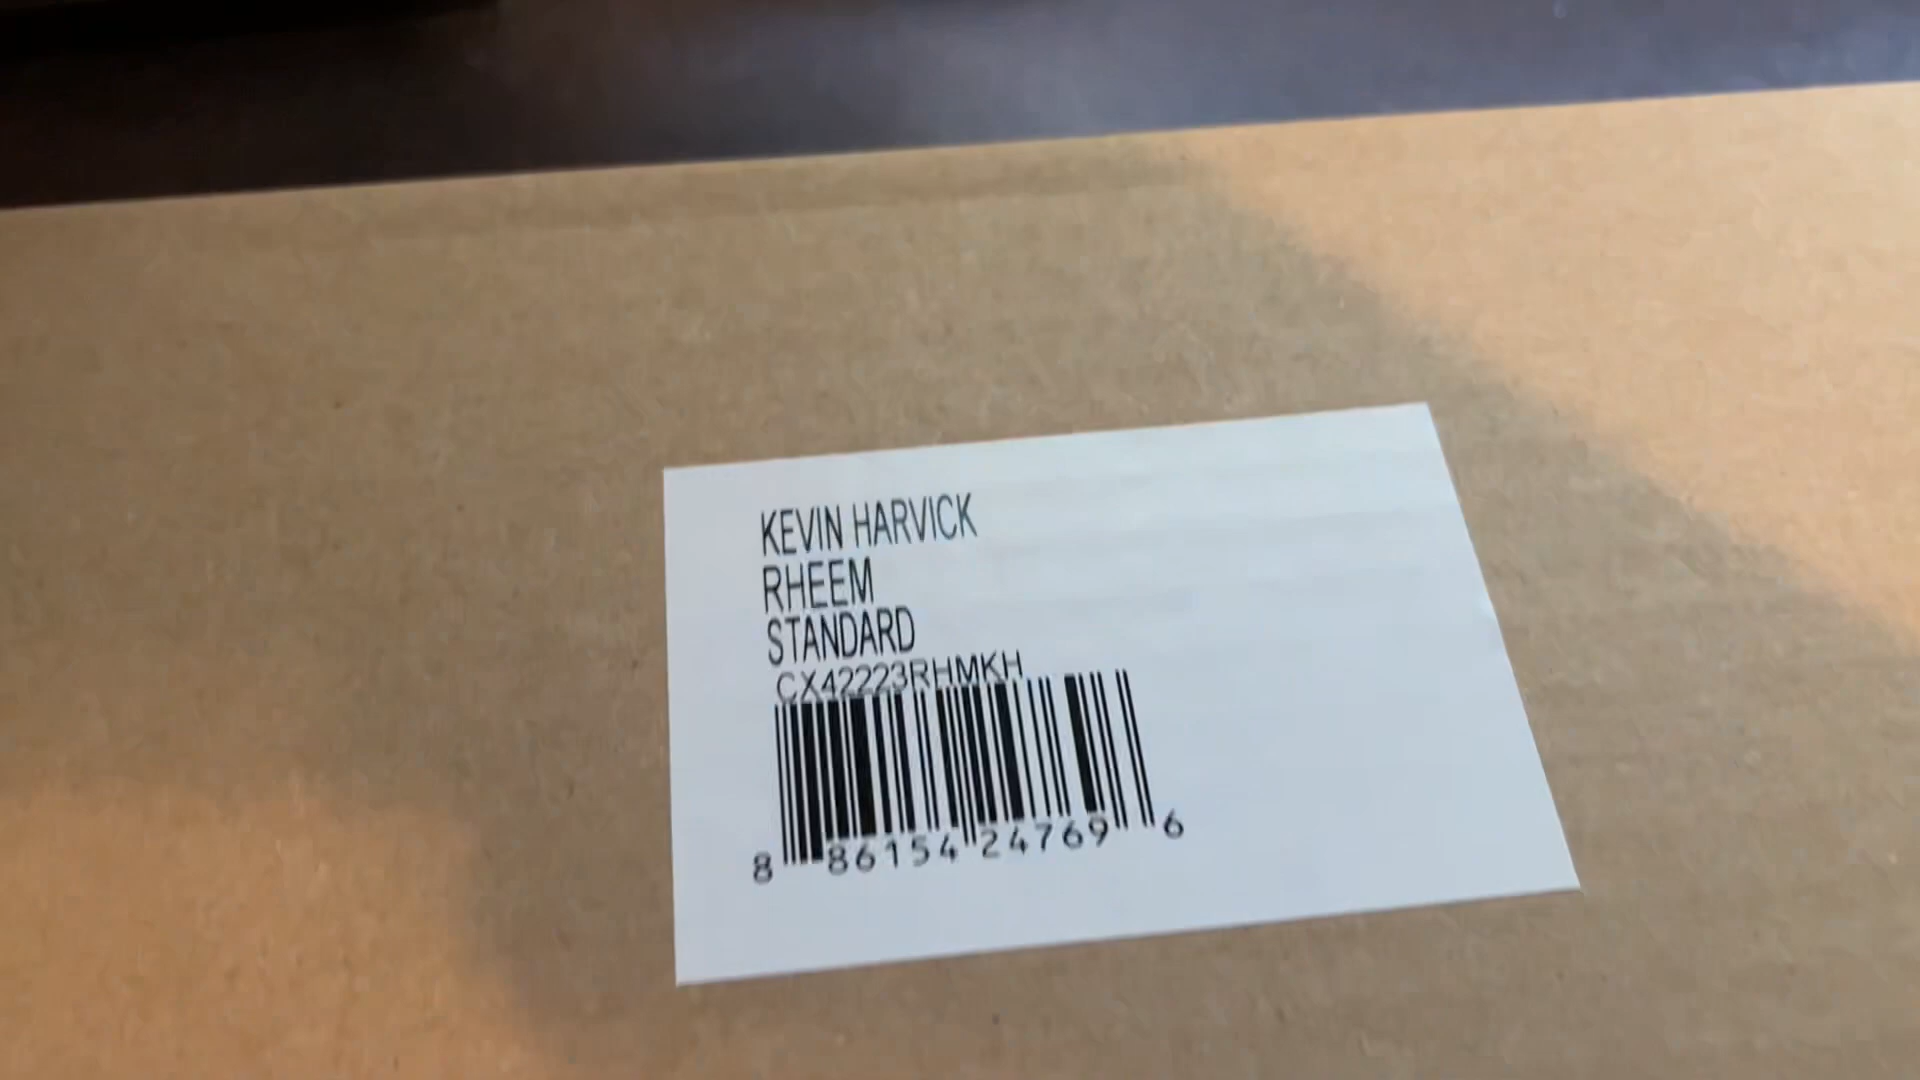 KEVIN HARVICK
RHEEM
STANDARD
CX42223RHMKH
8 86154 24769 6